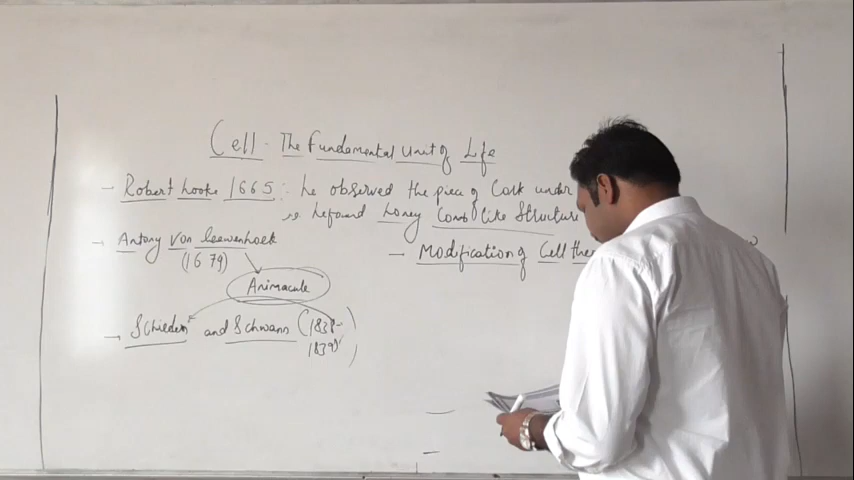 Cell - The Fundamental Unit of Life
- Robert hooke 1665 : he observed the piece of Cork under
he found honey Comb like Structure
- Antony Von leewenhoek
(1679)
- Modification of Cell
Animacule
→ Schieden and Schwann (1838-
1839)